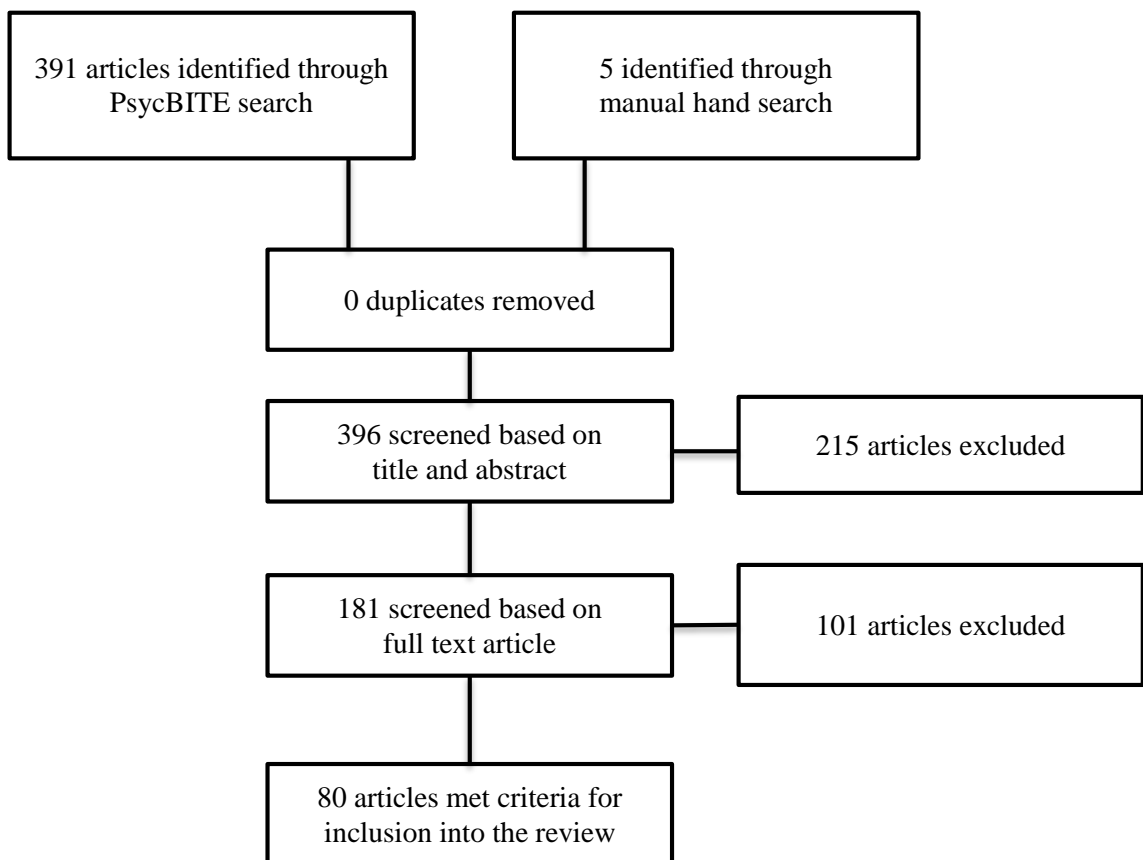 391 articles identified through
PsycBITE search
5 identified through
manual hand search
0 duplicates removed
396 screened based on
title and abstract
215 articles excluded
181 screened based on
full text article
101 articles excluded
80 articles met criteria for
inclusion into the review